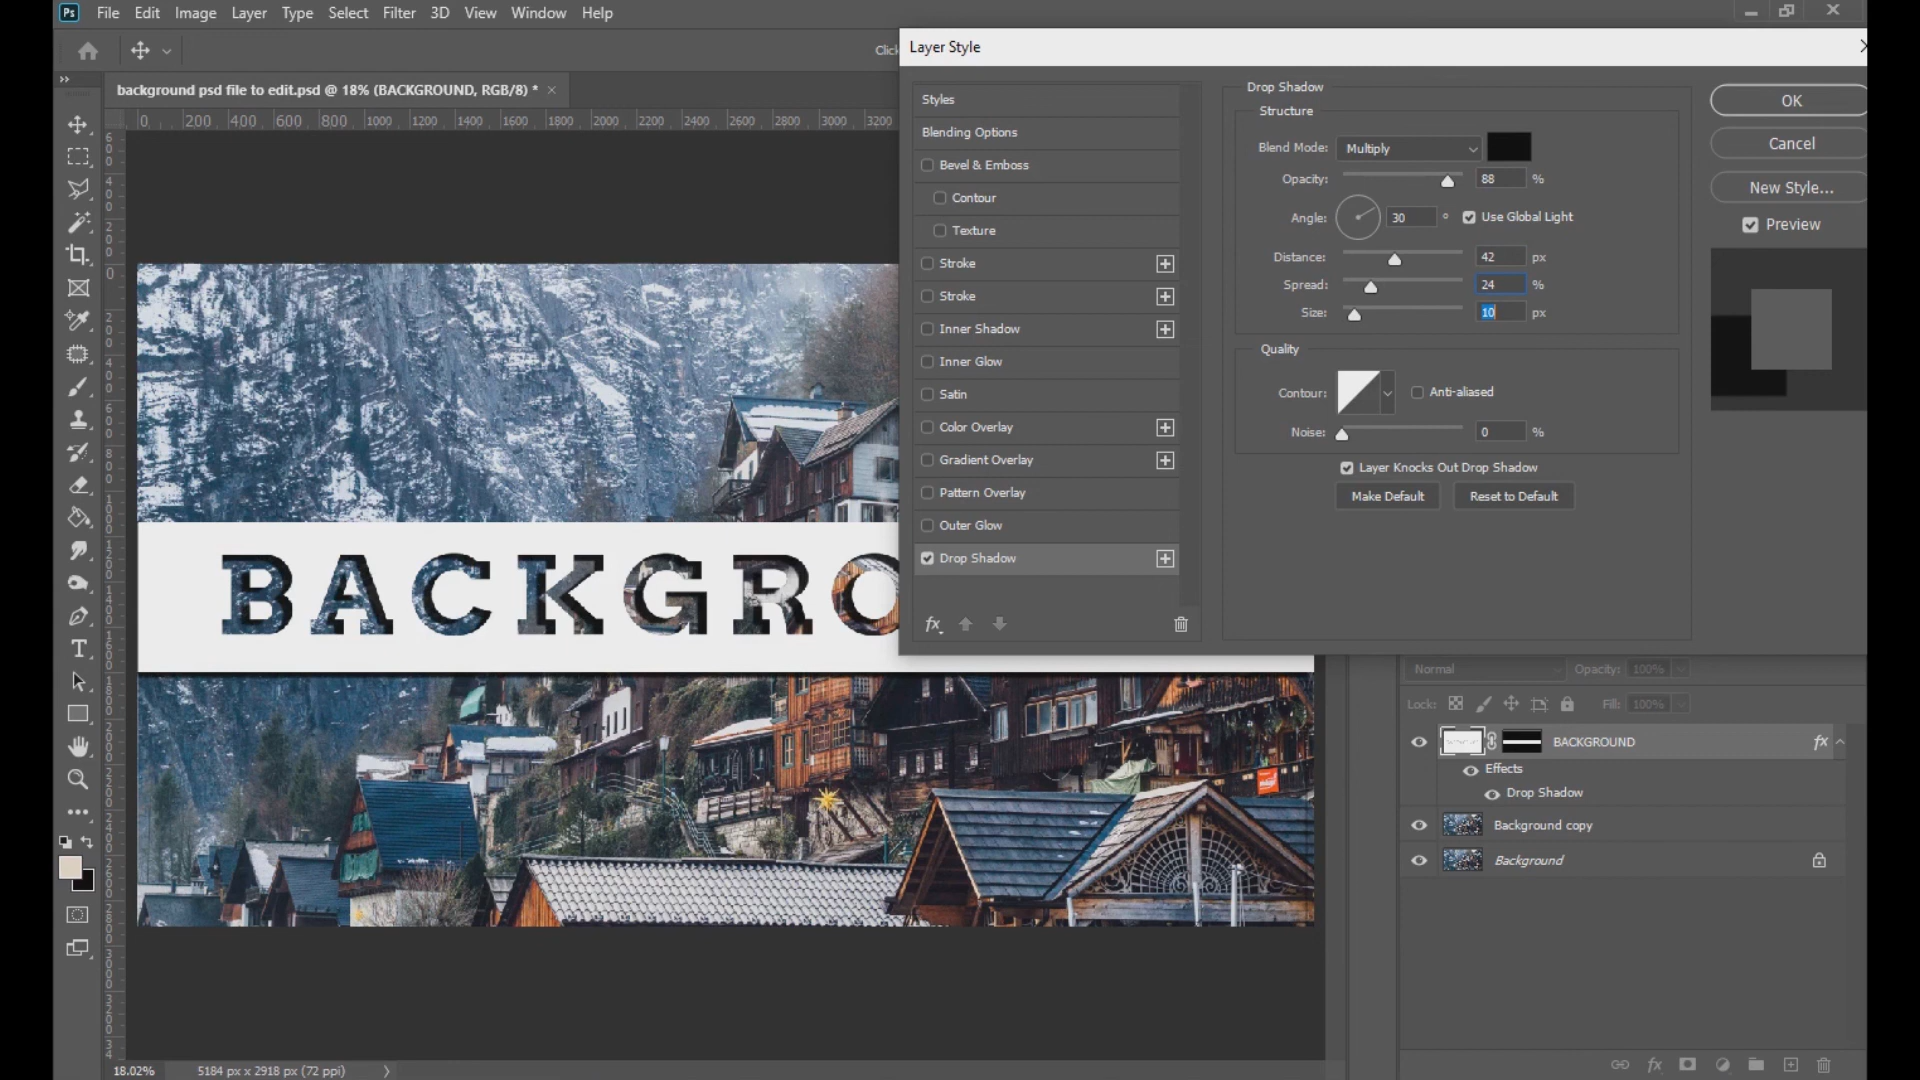 Ps File Edit Image Layer Type Select Filter 3D View Window Help
Layer Style
background psd file to edit.psd @ 18% (BACKGROUND, RGB/8) *
0 200 400 600 800 1000 1200 1400 1600 1800 2000 2200 2400 2600 2800 3000 3200
Styles
Blending Options
Bevel & Emboss
Contour
Texture
Stroke
Stroke
Inner Shadow
Inner Glow
Satin
Color Overlay
Gradient Overlay
Pattern Overlay
Outer Glow
Drop Shadow
fx
Drop Shadow
Structure
Blend Mode: Multiply
Opacity: 88 %
Angle: 30 ° Use Global Light
Distance: 42 px
Spread: 24 %
Size: 10 px
Quality
Contour: Anti-aliased
Noise: 0 %
Layer Knocks Out Drop Shadow
Make Default Reset to Default
OK
Cancel
New Style...
Preview
BACKGRO
Normal Opacity: 100%
Lock: Fill: 100%
BACKGROUND fx
Effects
Drop Shadow
Background copy
Background
fx
18.02% 5184 px x 2918 px (72 ppi)